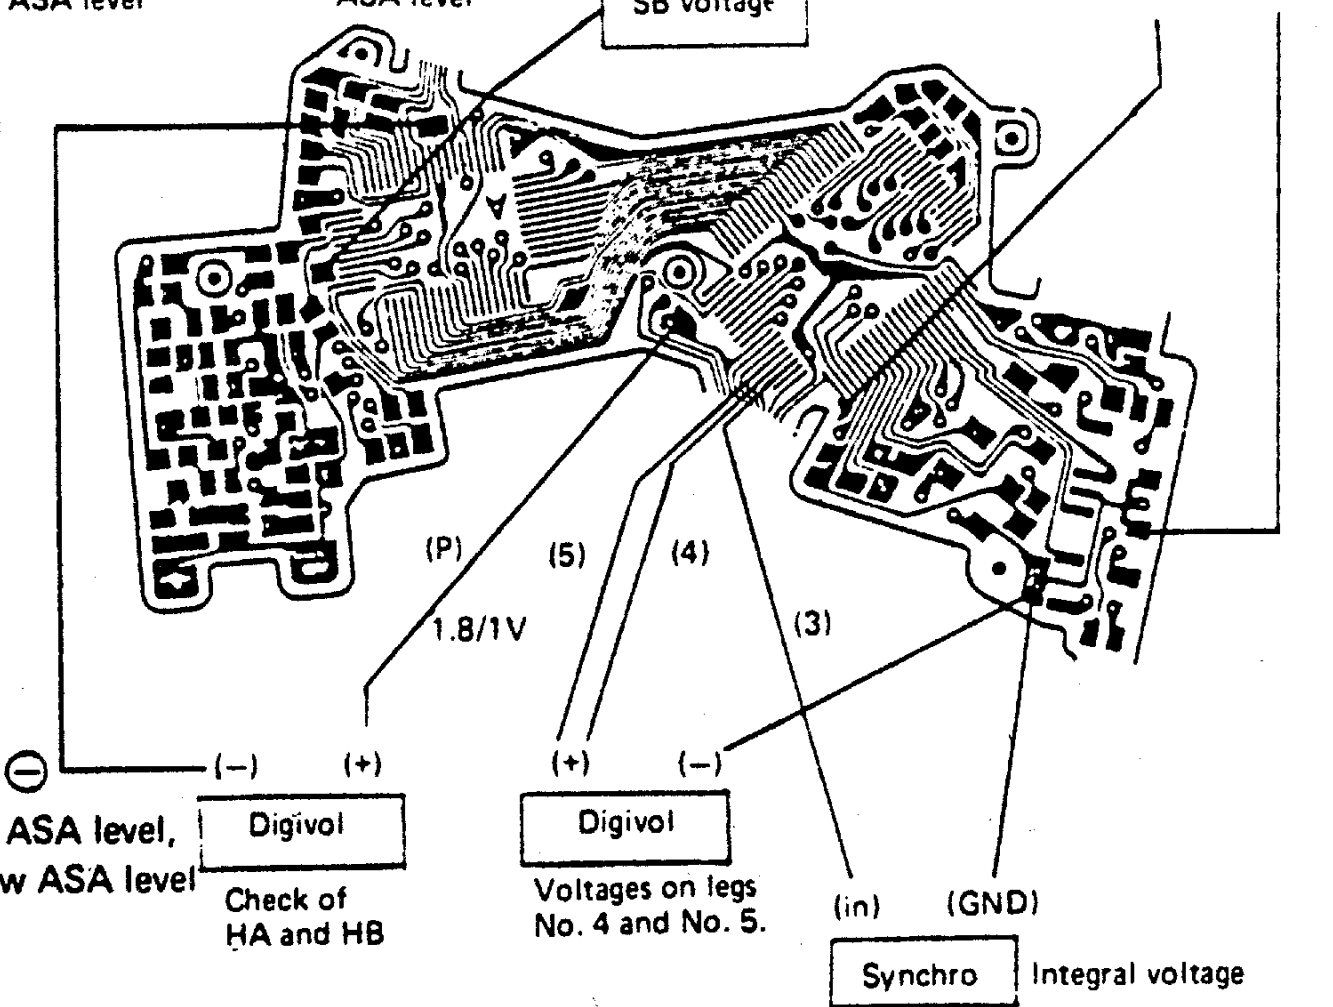 ASA level
ASA level
SB voltage
A
(P)
(5)
(4)
1.8/1V
(3)
(−)
(+)
(+)
(−)
ASA level,
w ASA level
Digivol
Digivol
Check of
HA and HB
Voltages on legs
No. 4 and No. 5.
(in)
(GND)
Synchro
Integral voltage